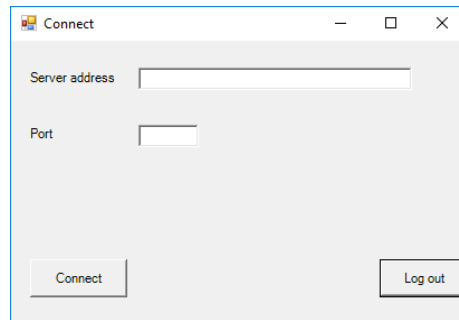 Connect
Server address
Port
Connect
Log out